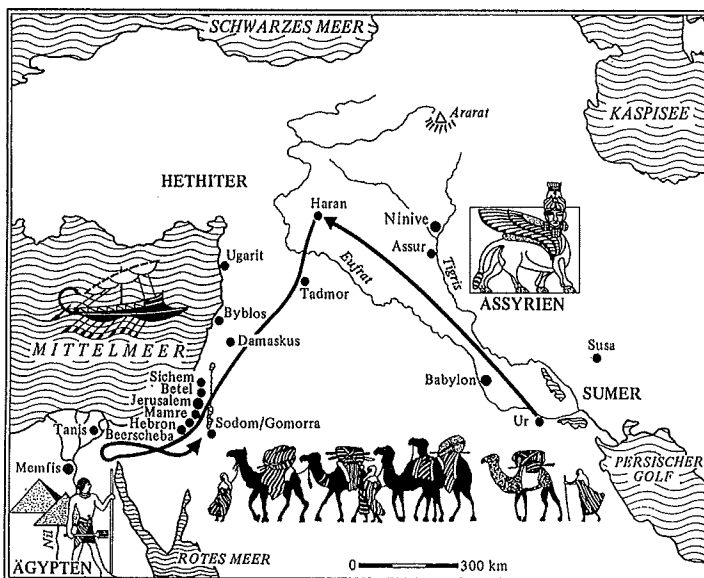 SCHWARZES MEER
KASPISEE
Ararat
HETHITER
Haran
Ninive
Assur
Ugarit
Eufrat
Tigris
ASSYRIEN
Tadmor
Byblos
Damaskus
MITTELMEER
Susa
Sichem
Betel
Jerusalem
Mamre
Hebron
Beerscheba
Babylon
SUMER
Ur
Sodom/Gomorra
Tanis
Memfis
PERSISCHER
GOLF
Nil
ÄGYPTEN
ROTES MEER
0 300 km